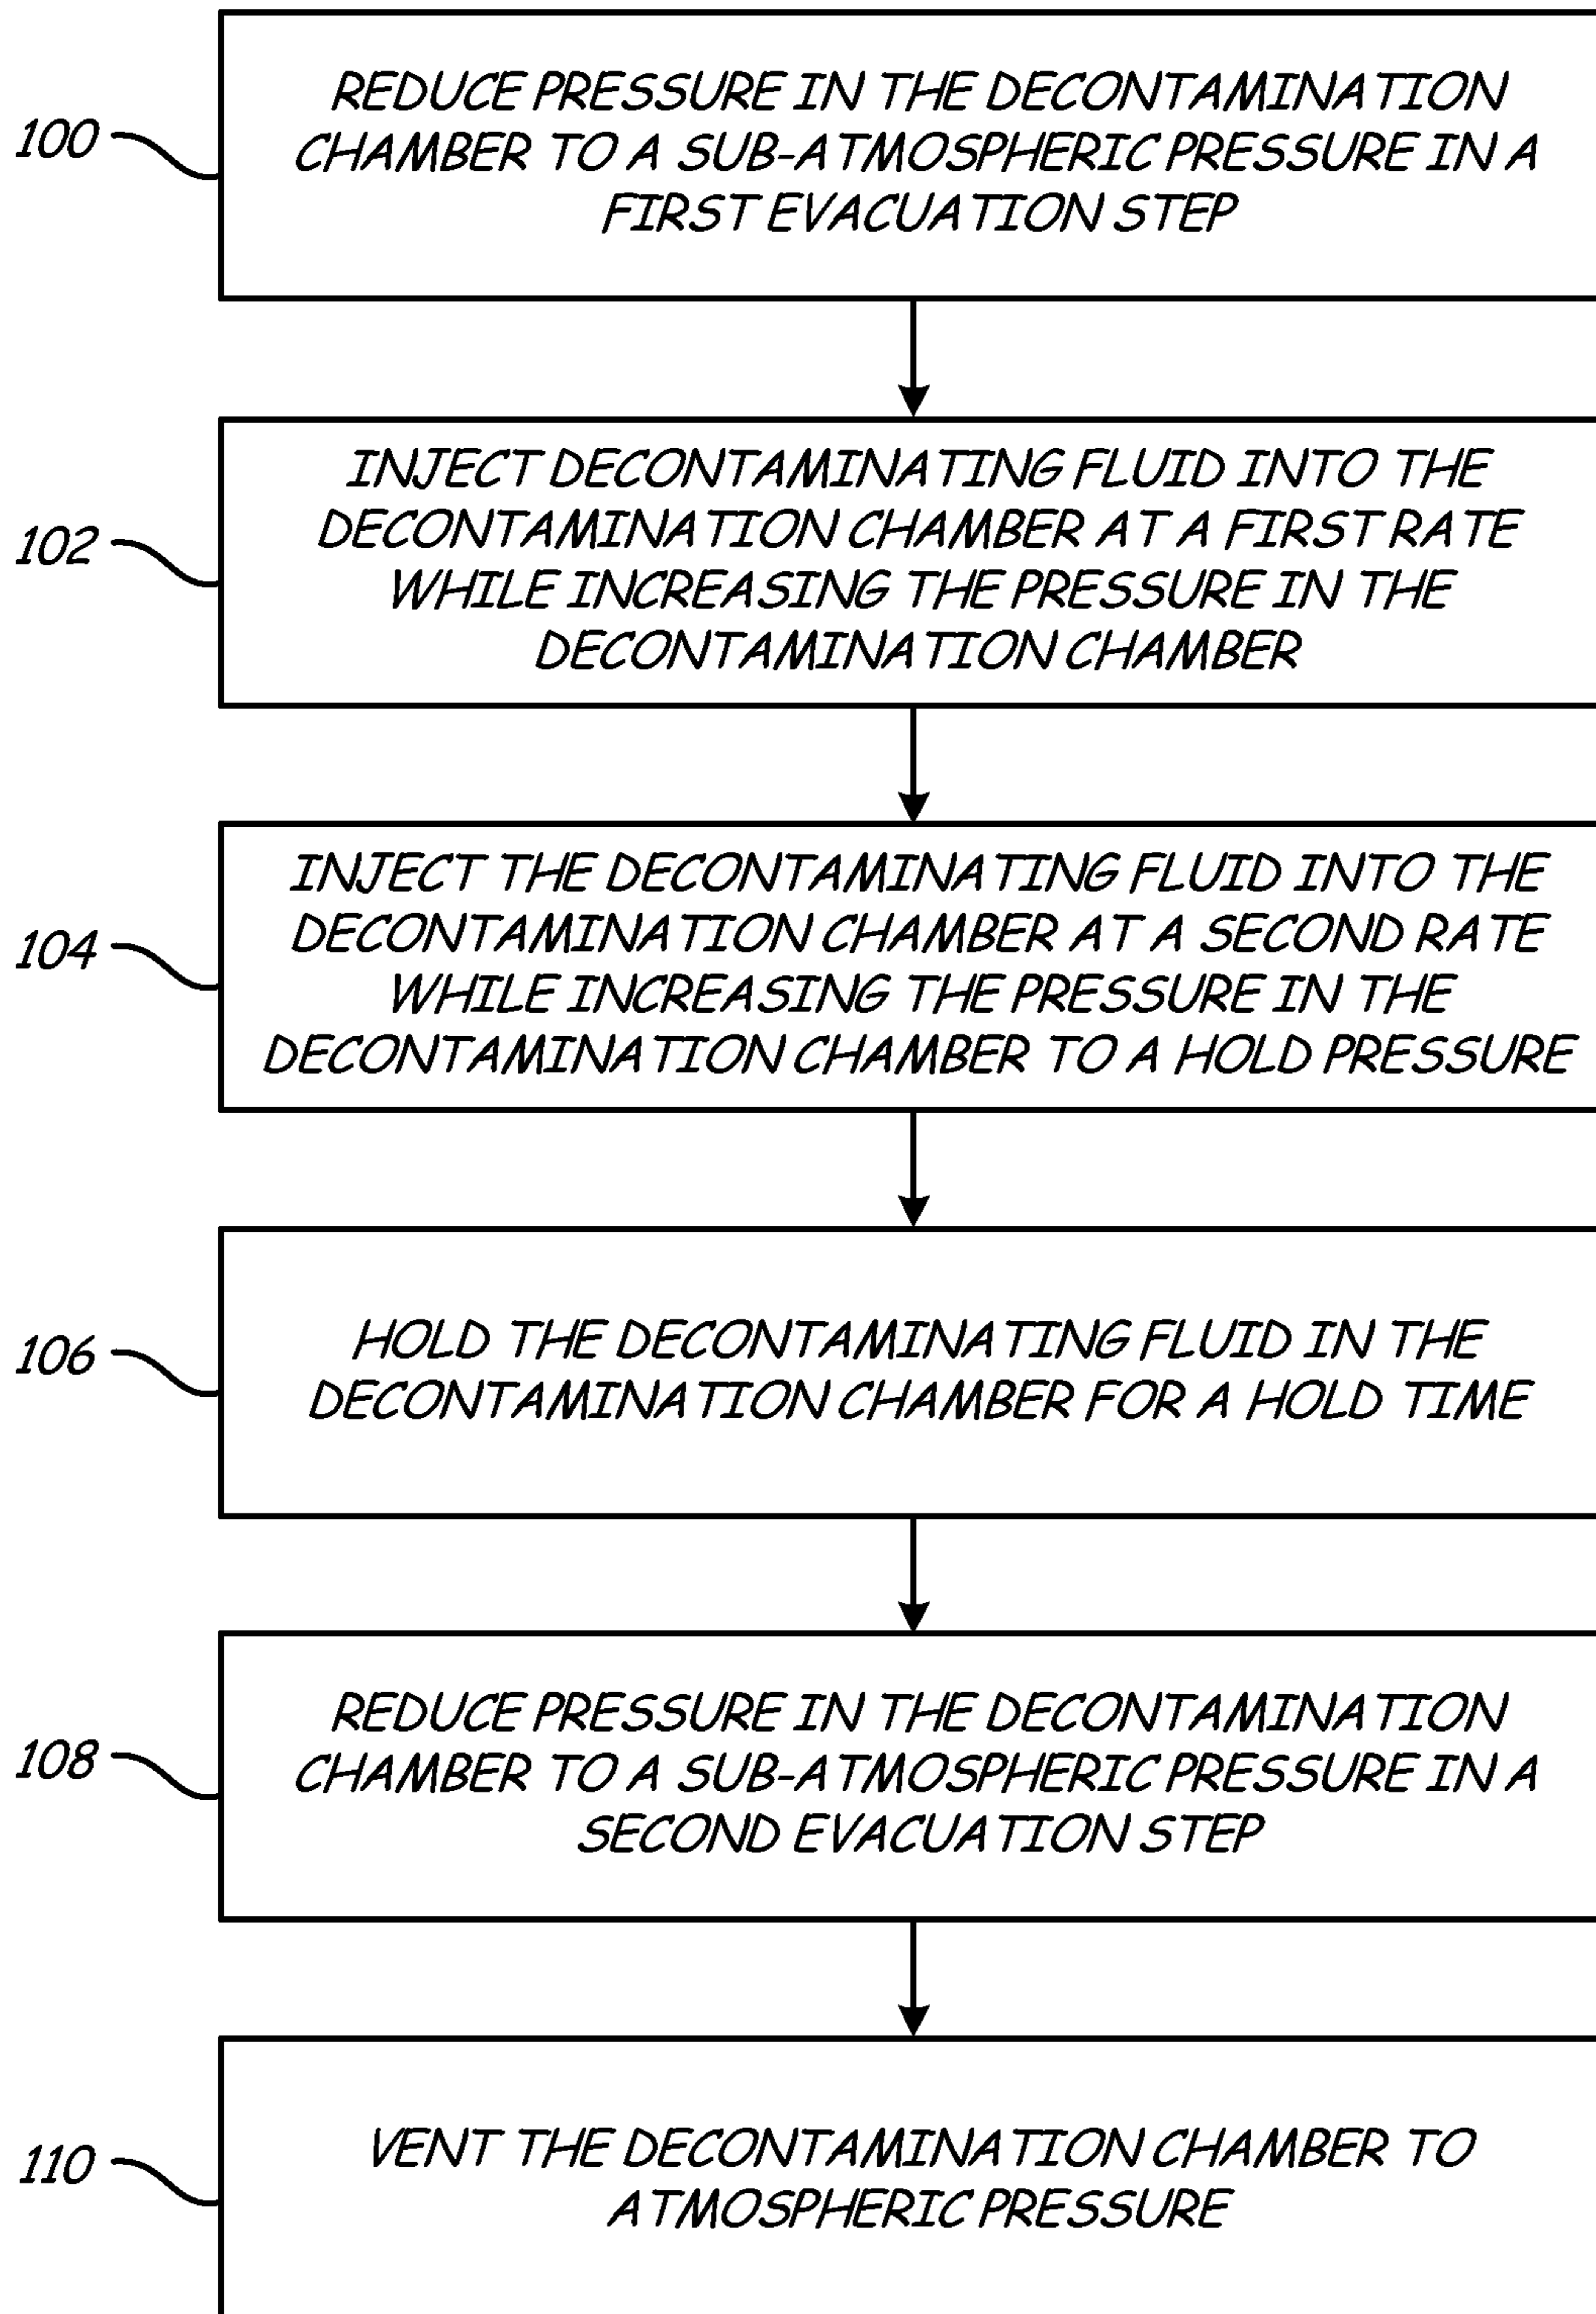 100
REDUCE PRESSURE IN THE DECONTAMINATION
CHAMBER TO A SUB-ATMOSPHERIC PRESSURE IN A
FIRST EVACUATION STEP
102
INJECT DECONTAMINATING FLUID INTO THE
DECONTAMINATION CHAMBER AT A FIRST RATE
WHILE INCREASING THE PRESSURE IN THE
DECONTAMINATION CHAMBER
104
INJECT THE DECONTAMINATING FLUID INTO THE
DECONTAMINATION CHAMBER AT A SECOND RATE
WHILE INCREASING THE PRESSURE IN THE
DECONTAMINATION CHAMBER TO A HOLD PRESSURE
106
HOLD THE DECONTAMINATING FLUID IN THE
DECONTAMINATION CHAMBER FOR A HOLD TIME
108
REDUCE PRESSURE IN THE DECONTAMINATION
CHAMBER TO A SUB-ATMOSPHERIC PRESSURE IN A
SECOND EVACUATION STEP
110
VENT THE DECONTAMINATION CHAMBER TO
ATMOSPHERIC PRESSURE